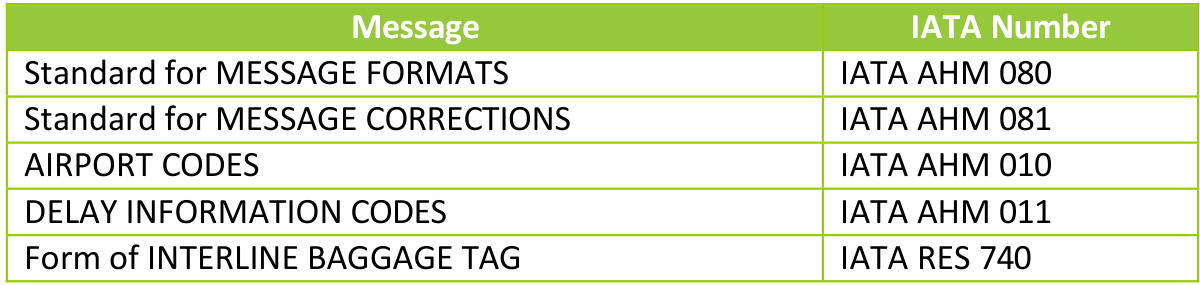 Message IATA Number
Standard for MESSAGE FORMATS IATA AHM 080
Standard for MESSAGE CORRECTIONS IATA AHM 081
AIRPORT CODES IATA AHM 010
DELAY INFORMATION CODES IATA AHM 011
Form of INTERLINE BAGGAGE TAG IATA RES 740